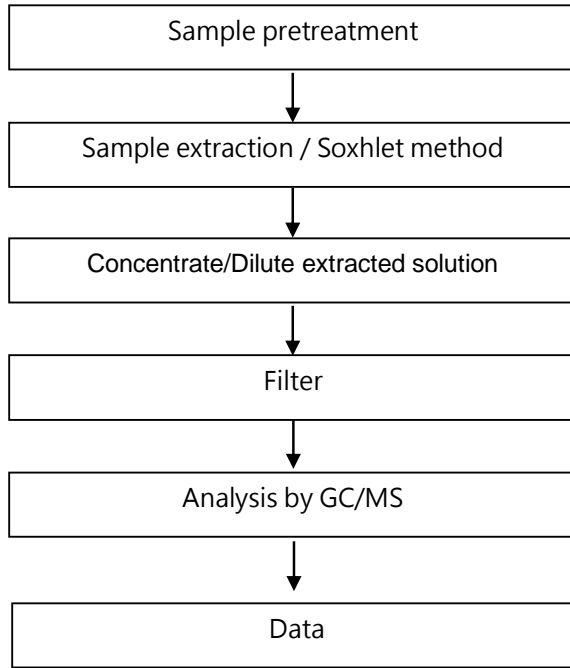 Sample pretreatment
Sample extraction / Soxhlet method
Concentrate/Dilute extracted solution
Filter
Analysis by GC/MS
Data